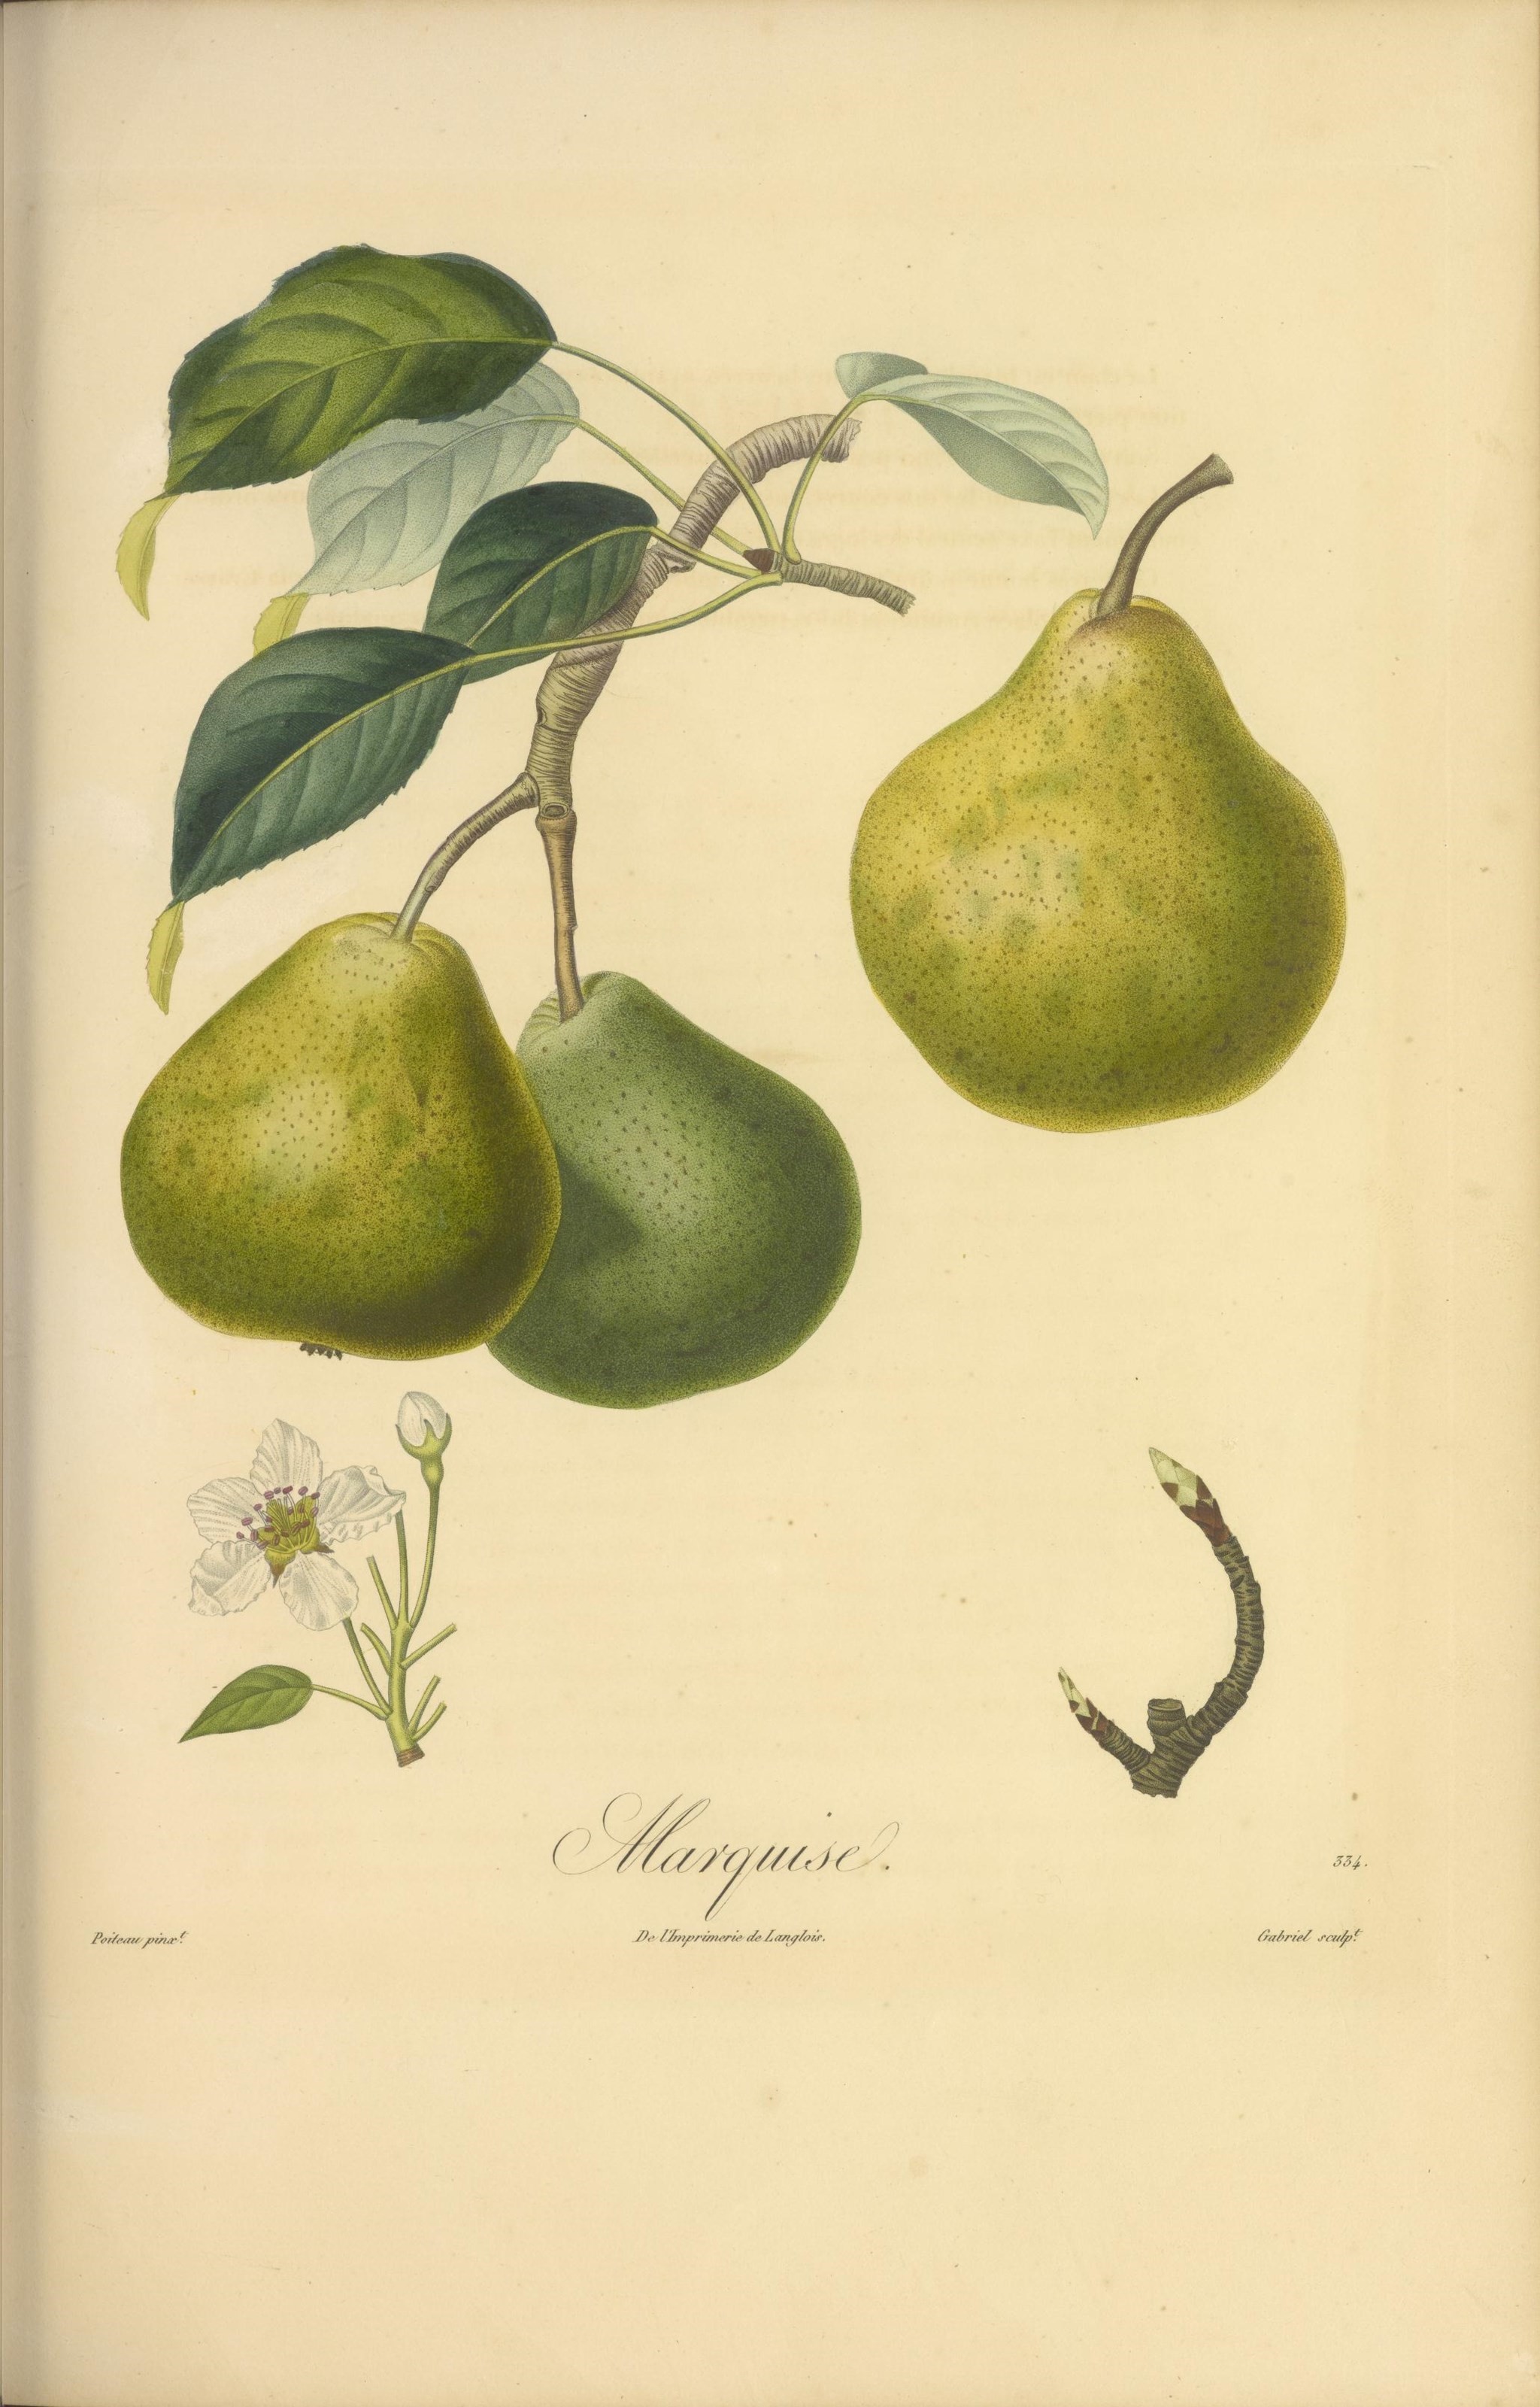 Marquise.
334.
Poiteau pinx.t
De l'Imprimerie de Langlois.
Gabriel sculp.t